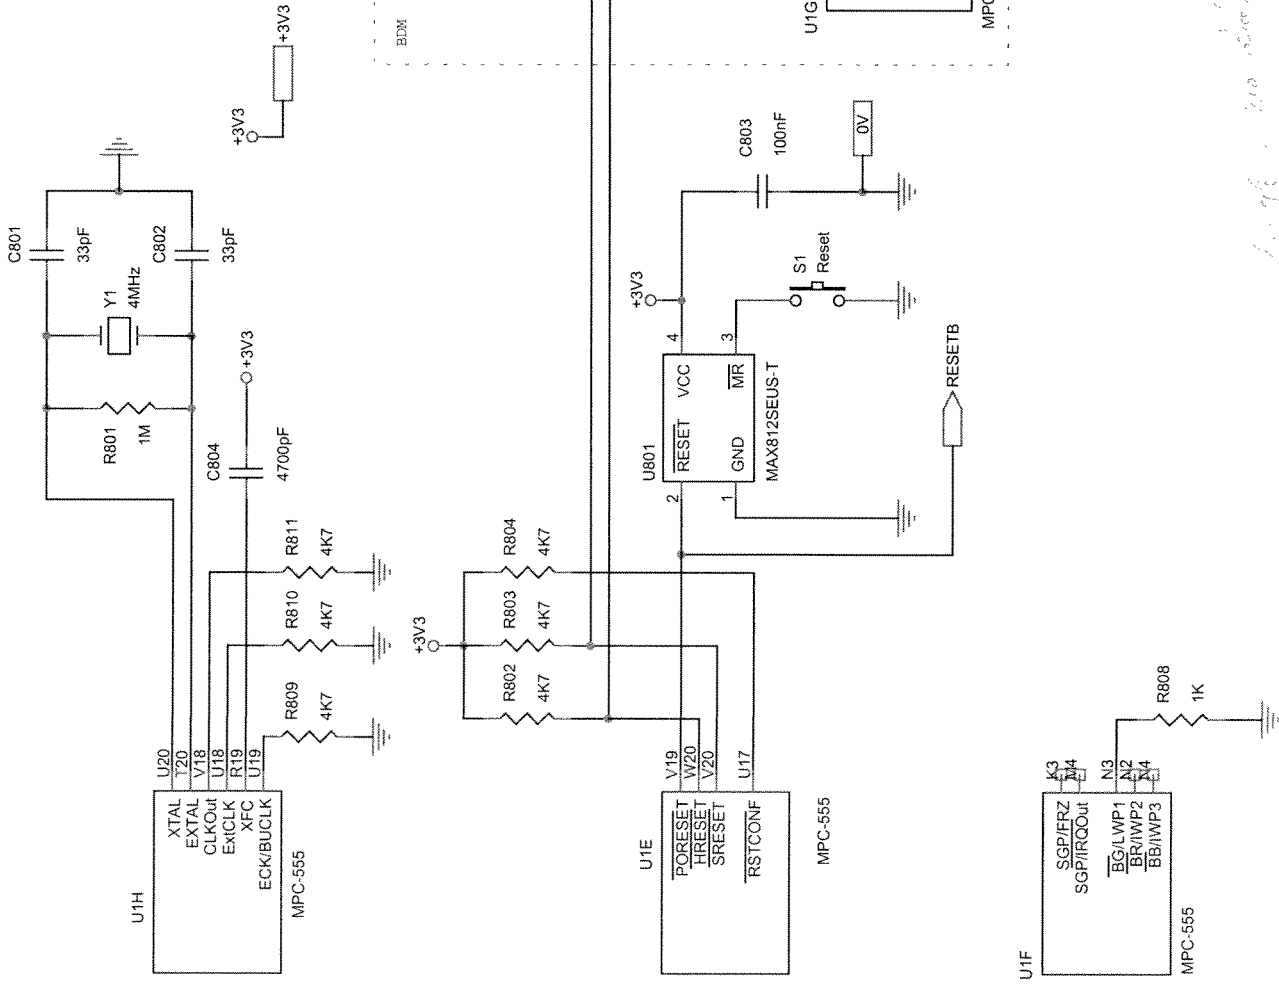 +3V3
+3V3
BDM
U1G
C801
33pF
C802
33pF
Y1
4MHz
R801
1M
C804
4700pF
+3V3
R811
4K7
R810
4K7
R809
4K7
U20
T20
V18
U18
R19
U19
XTAL
EXTAL
CLKOut
ExtCLK
XFC
ECK/BUCLK
U1H
MPC-555
+3V3
R804
4K7
R803
4K7
R802
4K7
C803
100nF
0V
S1
Reset
+3V3
4
3
VCC
MR
RESET
GND
U801
MAX812SEUS-T
2
1
RESETB
V19
W20
V20
U17
PORESET
HRESET
SRESET
RSTCONF
U1E
MPC-555
R808
1K
K3
M4
N3
N2
N4
SGP/FRZ
SGP/IRQOut
BG/LWP1
BR/IWP2
BB/IWP3
U1F
MPC-555